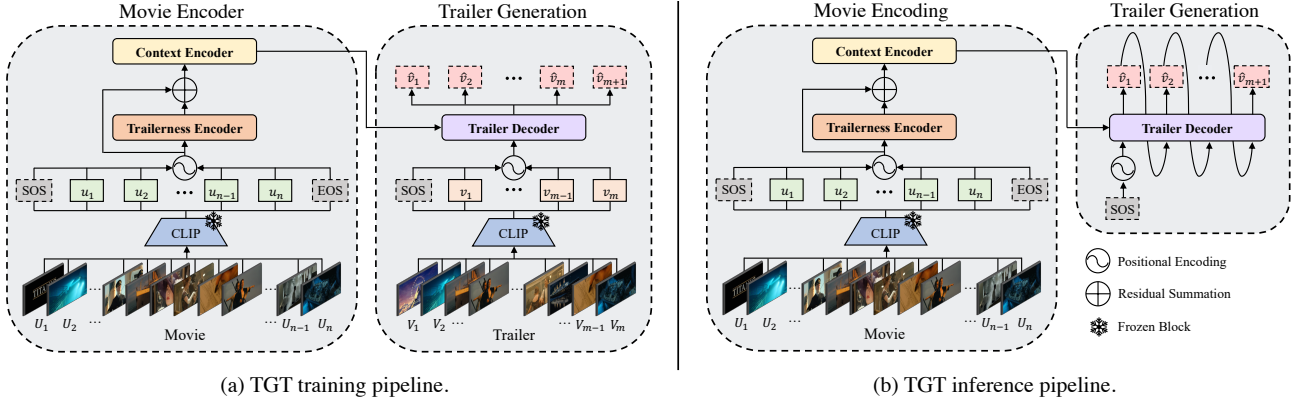 Movie Encoder
Trailer Generation
Context Encoder
Trailerness Encoder
SOS
u₁
u₂
...
uₙ₋₁
uₙ
EOS
CLIP
U₁
U₂
...
...
Uₙ₋₁
Uₙ
Movie
v̂₁
v̂₂
...
v̂ₘ
v̂ₘ₊₁
Trailer Decoder
SOS
v₁
...
vₘ₋₁
vₘ
CLIP
V₁
V₂
...
...
Vₘ₋₁
Vₘ
Trailer
(a) TGT training pipeline.
Movie Encoding
Trailer Generation
Context Encoder
Trailerness Encoder
SOS
u₁
u₂
...
uₙ₋₁
uₙ
EOS
CLIP
U₁
U₂
...
...
Uₙ₋₁
Uₙ
Movie
v̂₁
v̂₂
...
v̂ₘ₊₁
Trailer Decoder
SOS
Positional Encoding
Residual Summation
Frozen Block
(b) TGT inference pipeline.